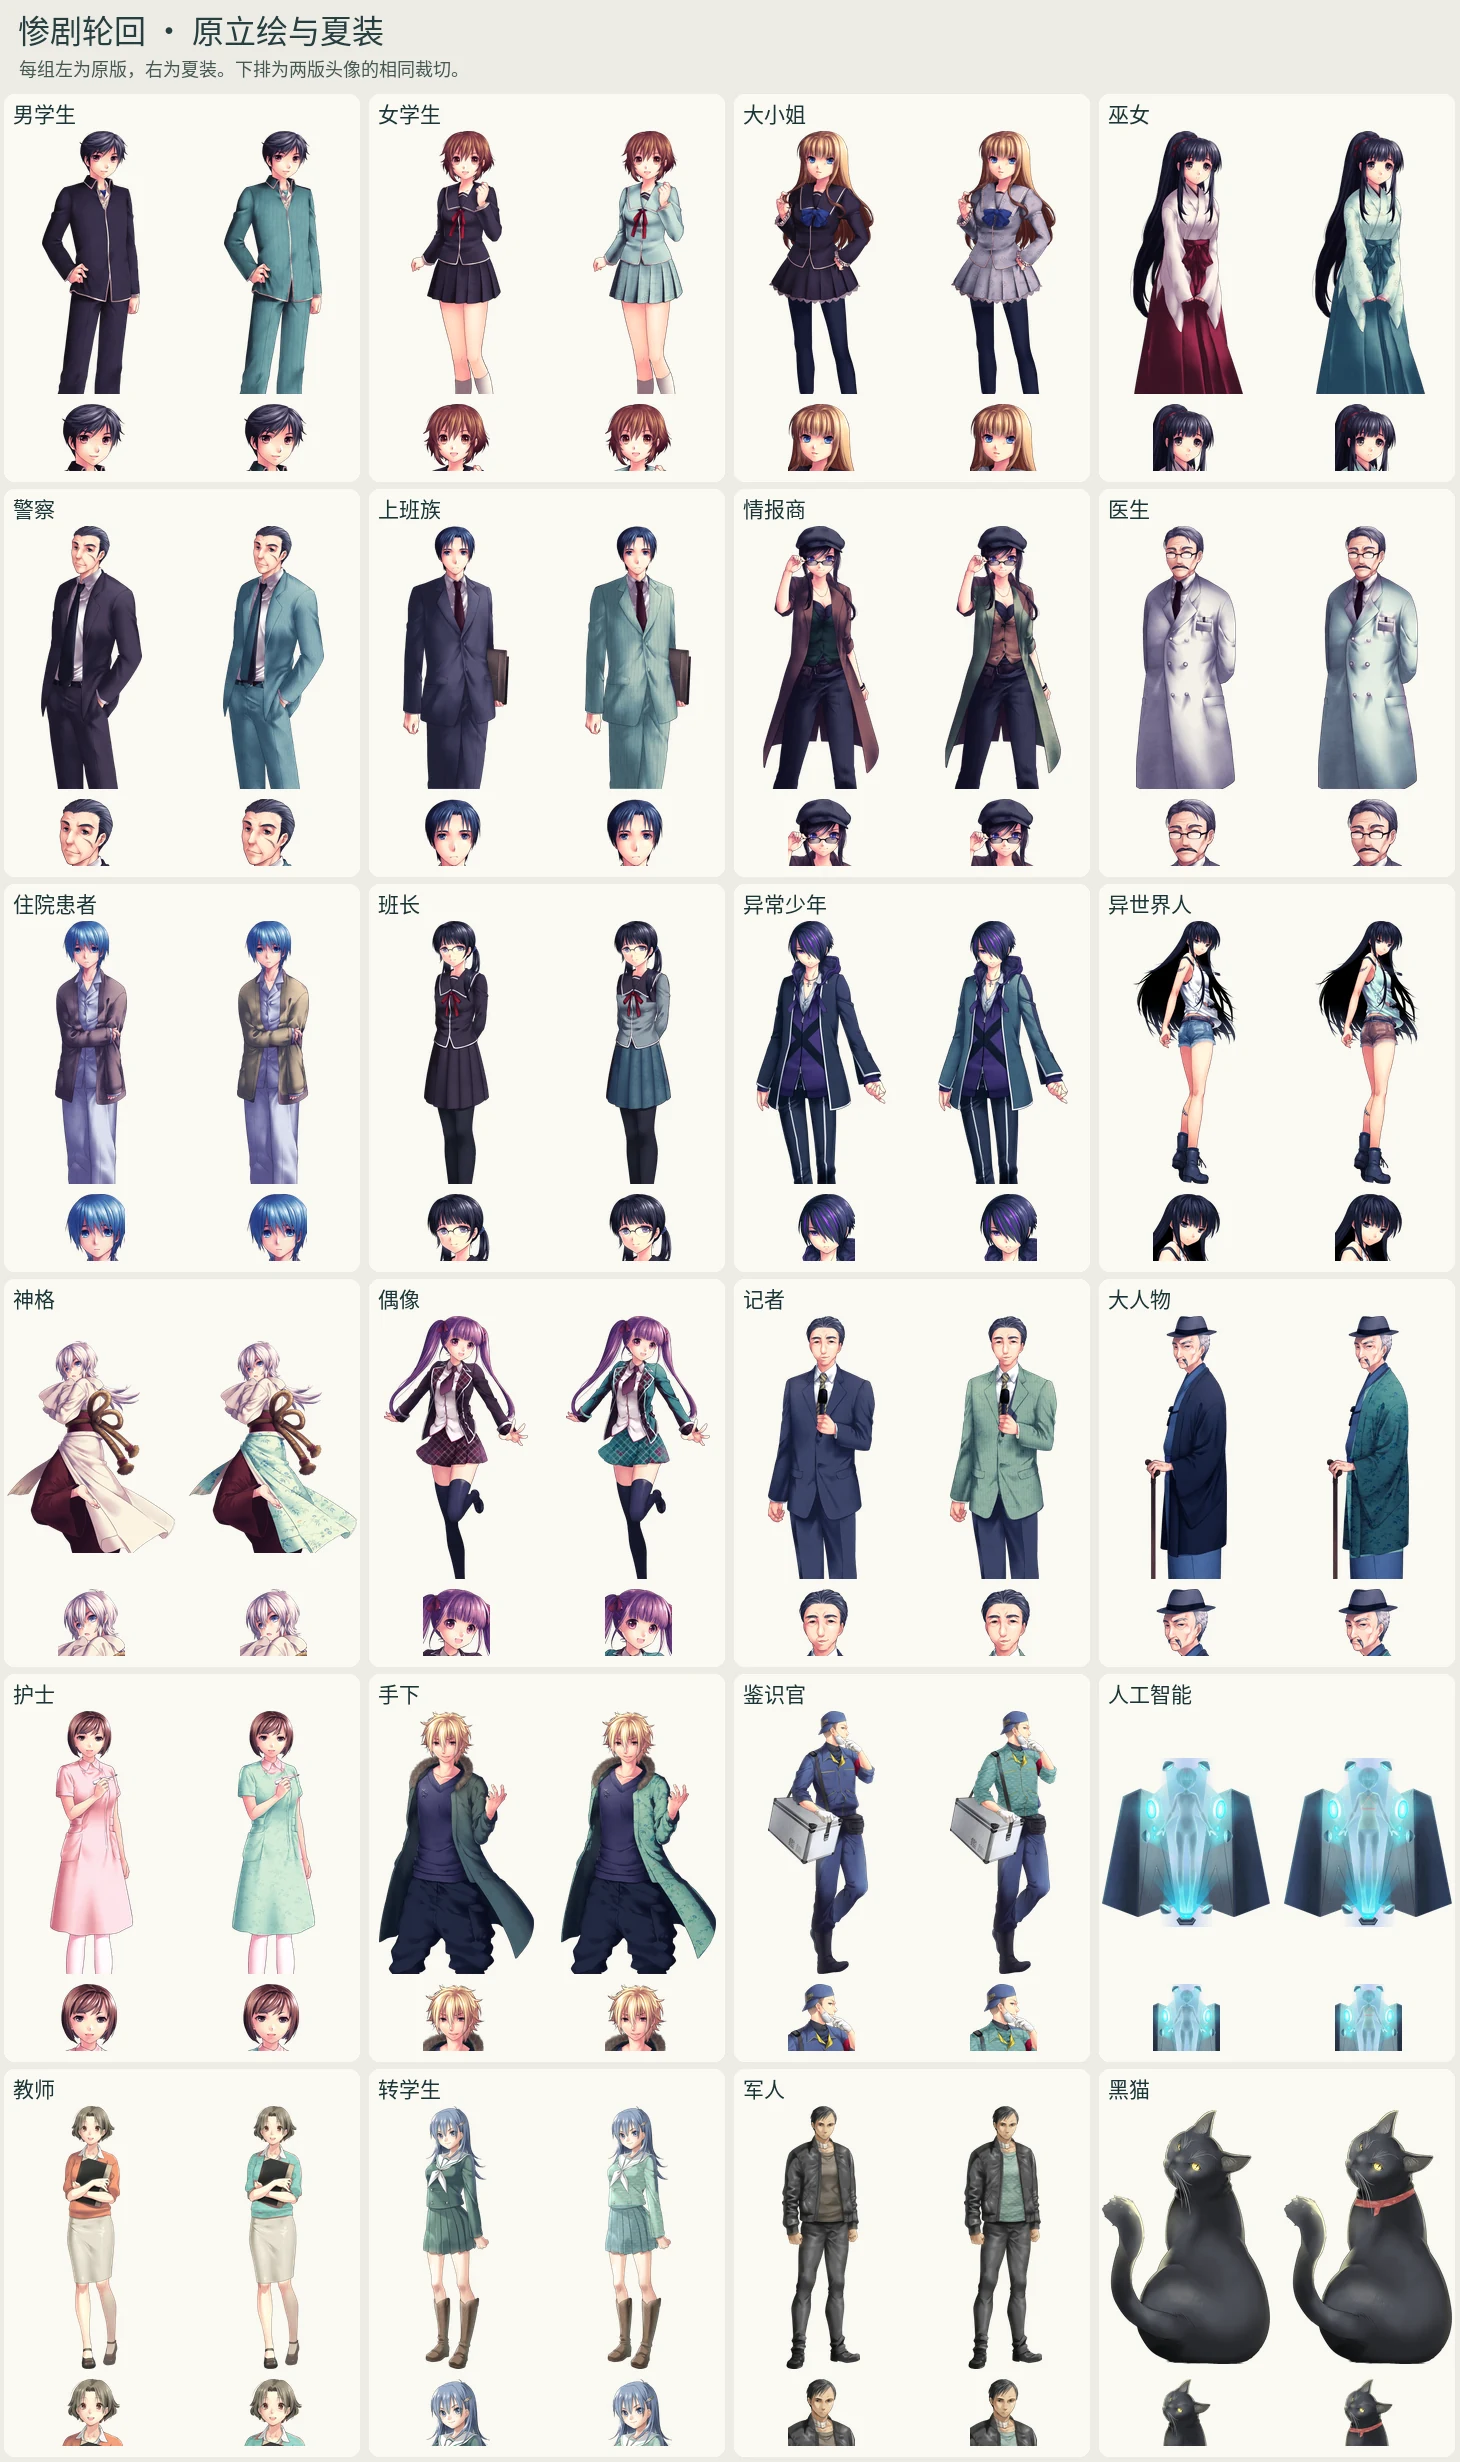 惨剧轮回 · 原立绘与夏装
每组左为原版，右为夏装。下排为两版头像的相同裁切。
男学生
女学生
大小姐
巫女
警察
上班族
情报商
医生
住院患者
班长
异常少年
异世界人
神格
偶像
记者
大人物
护士
手下
鉴识官
人工智能
教师
转学生
军人
黑猫